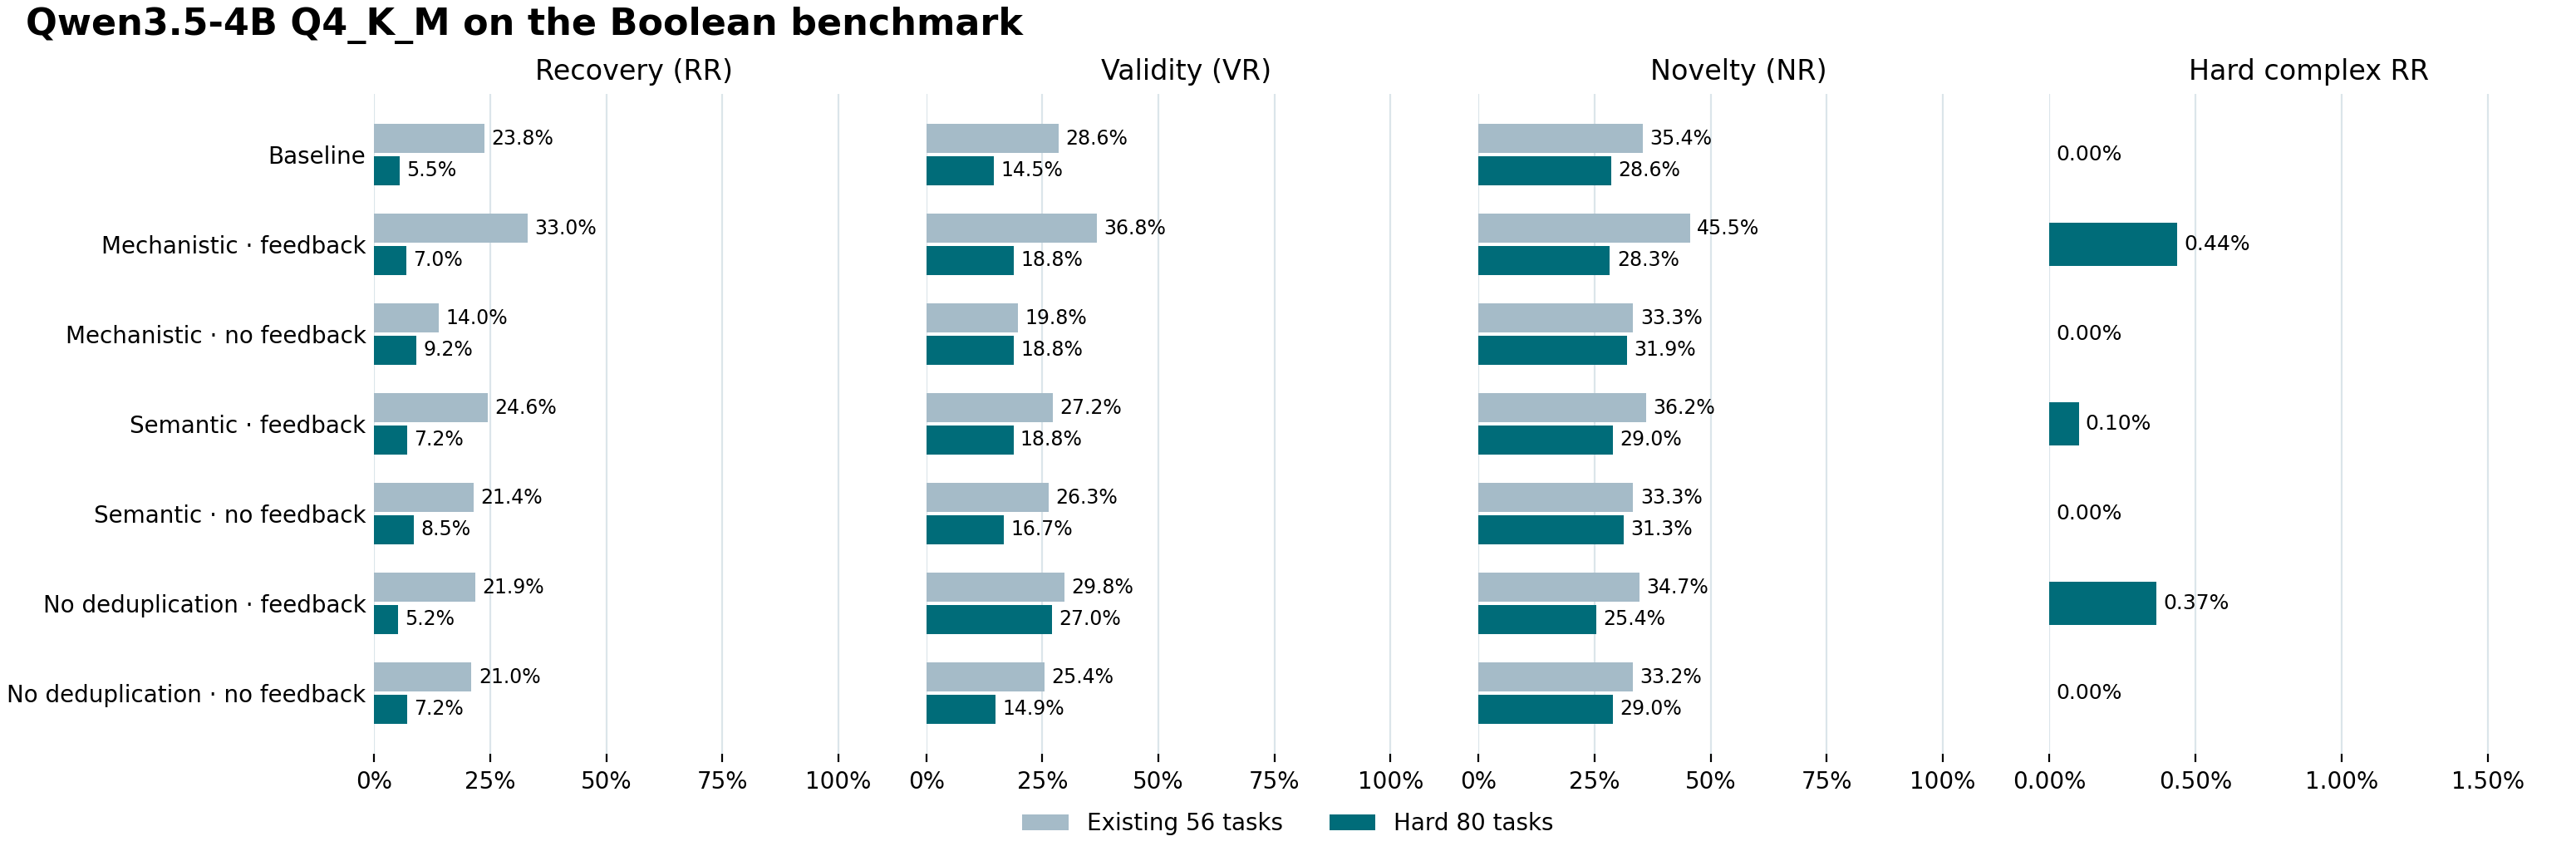 Qwen3.5-4B Q4_K_M on the Boolean benchmark
Recovery (RR)
Validity (VR)
Novelty (NR)
Hard complex RR
Baseline
23.8%
5.5%
28.6%
14.5%
35.4%
28.6%
0.00%
Mechanistic · feedback
33.0%
7.0%
36.8%
18.8%
45.5%
28.3%
0.44%
Mechanistic · no feedback
14.0%
9.2%
19.8%
18.8%
33.3%
31.9%
0.00%
Semantic · feedback
24.6%
7.2%
27.2%
18.8%
36.2%
29.0%
0.10%
Semantic · no feedback
21.4%
8.5%
26.3%
16.7%
33.3%
31.3%
0.00%
No deduplication · feedback
21.9%
5.2%
29.8%
27.0%
34.7%
25.4%
0.37%
No deduplication · no feedback
21.0%
7.2%
25.4%
14.9%
33.2%
29.0%
0.00%
0% 25% 50% 75% 100%
0% 25% 50% 75% 100%
0% 25% 50% 75% 100%
0.00% 0.50% 1.00% 1.50%
Existing 56 tasks
Hard 80 tasks